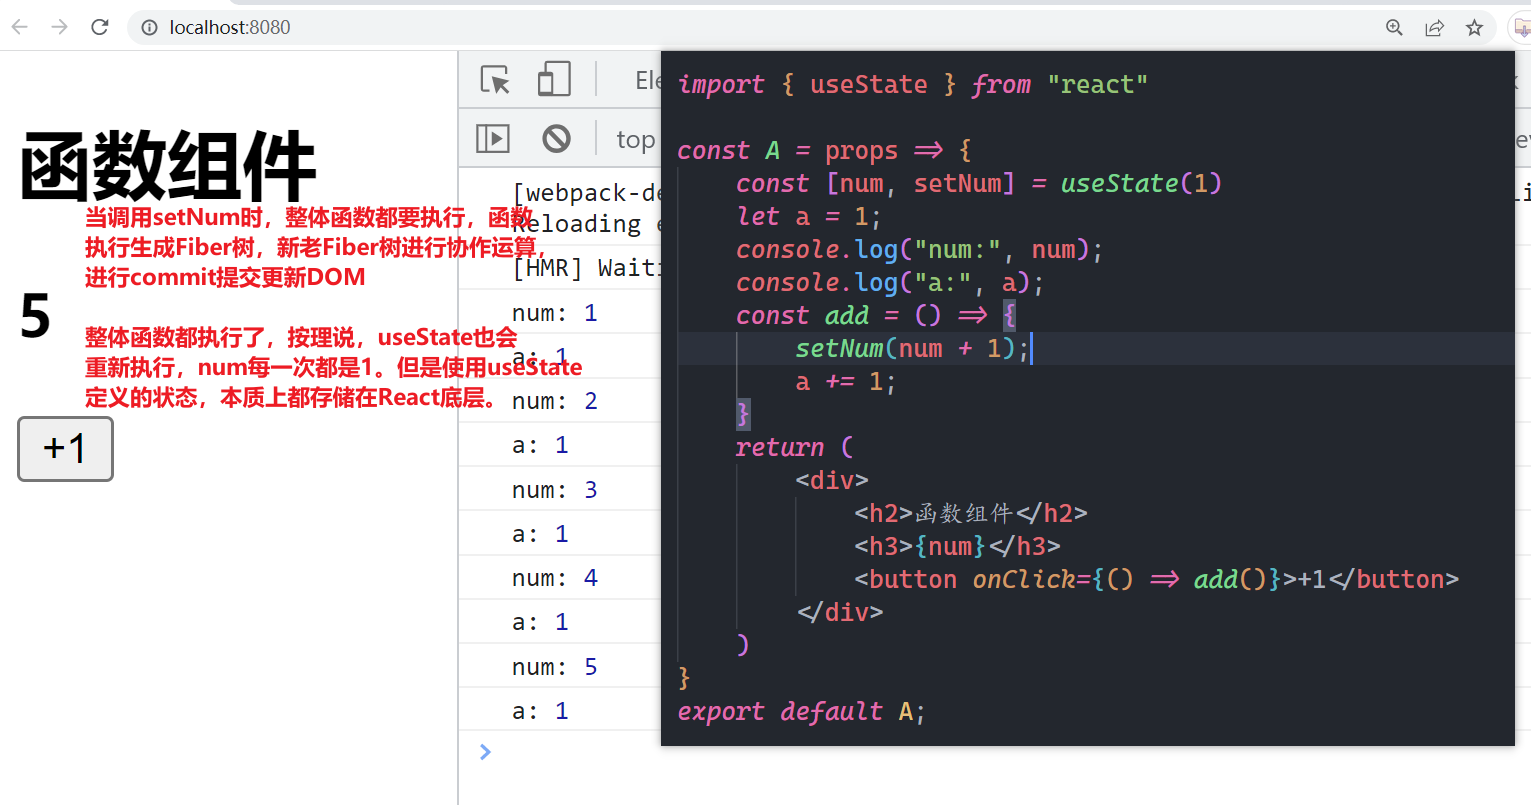 localhost:8080
函数组件
当调用setNum时，整体函数都要执行，函数
执行生成Fiber树，新老Fiber树进行协作运算，
进行commit提交更新DOM
5
整体函数都执行了，按理说，useState也会
重新执行，num每一次都是1。但是使用useState
定义的状态，本质上都存储在React底层。
+1
top
[webpack-de
Reloading
[HMR] Waiti
num: 1
a: 1
num: 2
a: 1
num: 3
a: 1
num: 4
a: 1
num: 5
a: 1
import { useState } from "react"
const A = props => {
const [num, setNum] = useState(1)
let a = 1;
console.log("num:", num);
console.log("a:", a);
const add = () => {
setNum(num + 1);
a += 1;
}
return (
<div>
<h2>函数组件</h2>
<h3>{num}</h3>
<button onClick={() => add()}>+1</button>
</div>
)
}
export default A;